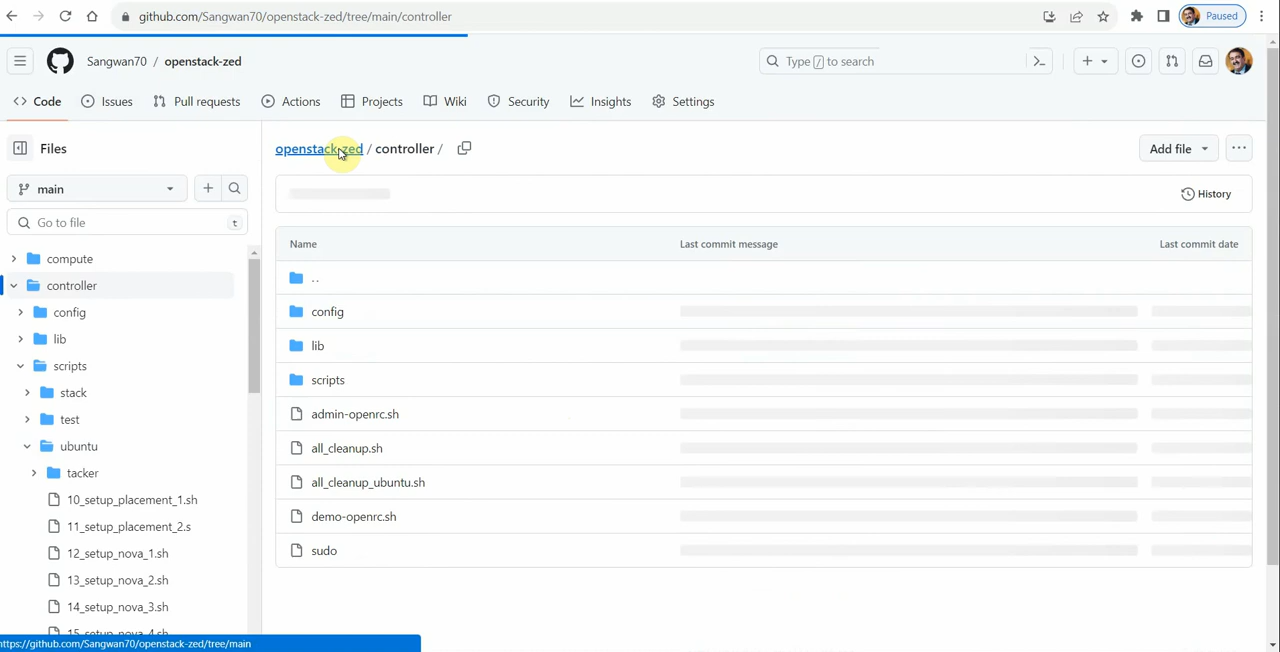 github.com/Sangwan70/openstack-zed/tree/main/controller
Paused
Sangwan70 / openstack-zed
Type / to search
Code Issues Pull requests Actions Projects Wiki Security Insights Settings
Files
openstack-zed / controller /
Add file
main
History
Go to file
t
Name Last commit message Last commit date
compute
controller
..
config
config
lib
lib
scripts
scripts
stack
admin-openrc.sh
test
all_cleanup.sh
ubuntu
tacker
all_cleanup_ubuntu.sh
10_setup_placement_1.sh
demo-openrc.sh
11_setup_placement_2.s
12_setup_nova_1.sh
sudo
13_setup_nova_2.sh
14_setup_nova_3.sh
15_setup_nova_4.sh
https://github.com/Sangwan70/openstack-zed/tree/main